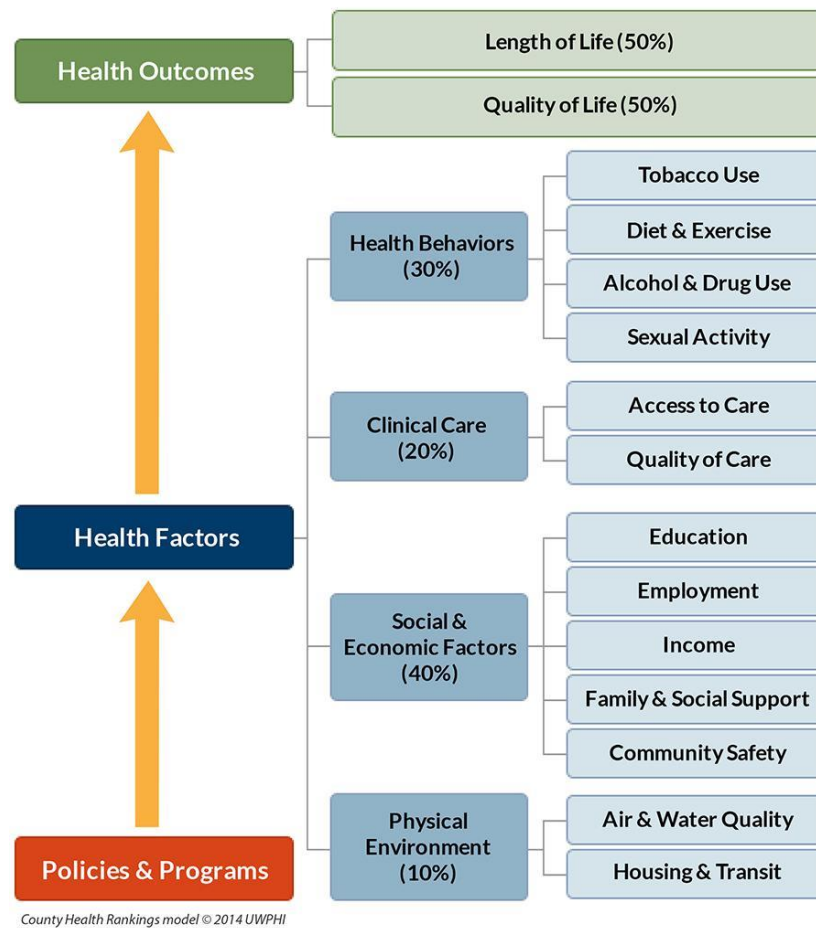 Health Outcomes
Length of Life (50%)
Quality of Life (50%)
Health Factors
Health Behaviors
(30%)
Tobacco Use
Diet & Exercise
Alcohol & Drug Use
Sexual Activity
Clinical Care
(20%)
Access to Care
Quality of Care
Social &
Economic Factors
(40%)
Education
Employment
Income
Family & Social Support
Community Safety
Physical
Environment
(10%)
Air & Water Quality
Housing & Transit
Policies & Programs
County Health Rankings model © 2014 UWPHI